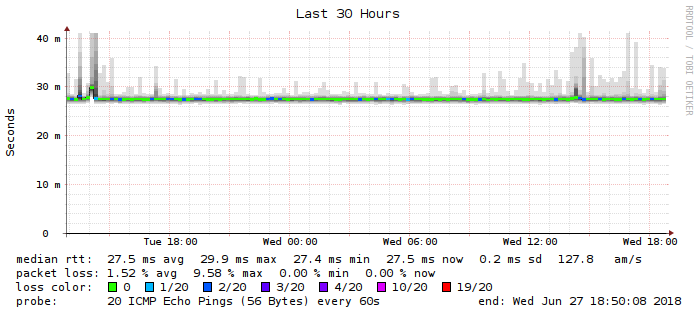 Last 30 Hours
RRDTOOL / TOBI OETIKER
Seconds
40 m
30 m
20 m
10 m
0
Tue 18:00 Wed 00:00 Wed 06:00 Wed 12:00 Wed 18:00
median rtt: 27.5 ms avg 29.9 ms max 27.4 ms min 27.5 ms now 0.2 ms sd 127.8 am/s
packet loss: 1.52 % avg 9.58 % max 0.00 % min 0.00 % now
loss color: 0 1/20 2/20 3/20 4/20 10/20 19/20
probe: 20 ICMP Echo Pings (56 Bytes) every 60s end: Wed Jun 27 18:50:08 2018